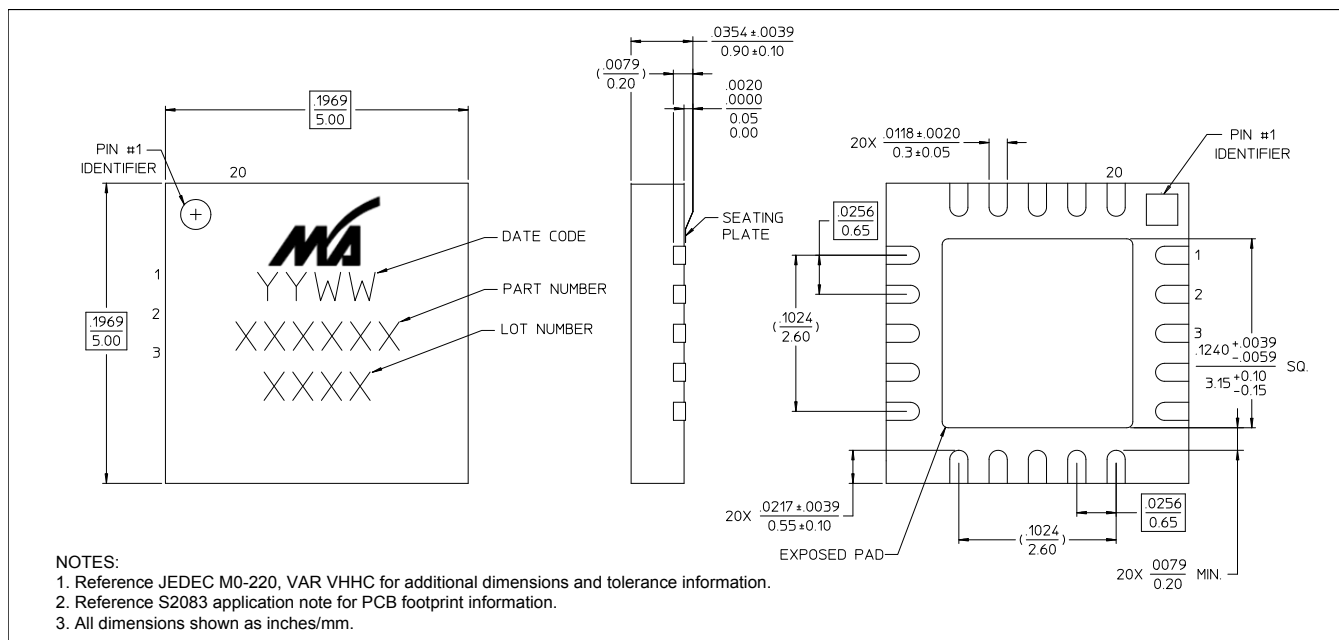 .1969
5.00
PIN #1
IDENTIFIER
20
MA
DATE CODE
YYWW
PART NUMBER
XXXXXX
LOT NUMBER
XXXX
1
2
3
.1969
5.00
.0354±.0039
0.90±0.10
(.0079
0.20)
.0020
.0000
0.05
0.00
SEATING
PLATE
20X .0118±.0020
0.3±0.05
20
PIN #1
IDENTIFIER
.0256
0.65
(.1024
2.60)
1
2
3
.1240 +.0039
-.0059
3.15 +0.10
-0.15
SQ.
20X .0217±.0039
0.55±0.10
EXPOSED PAD
(.1024
2.60)
.0256
0.65
20X .0079
0.20 MIN.
NOTES:
1. Reference JEDEC M0-220, VAR VHHC for additional dimensions and tolerance information.
2. Reference S2083 application note for PCB footprint information.
3. All dimensions shown as inches/mm.